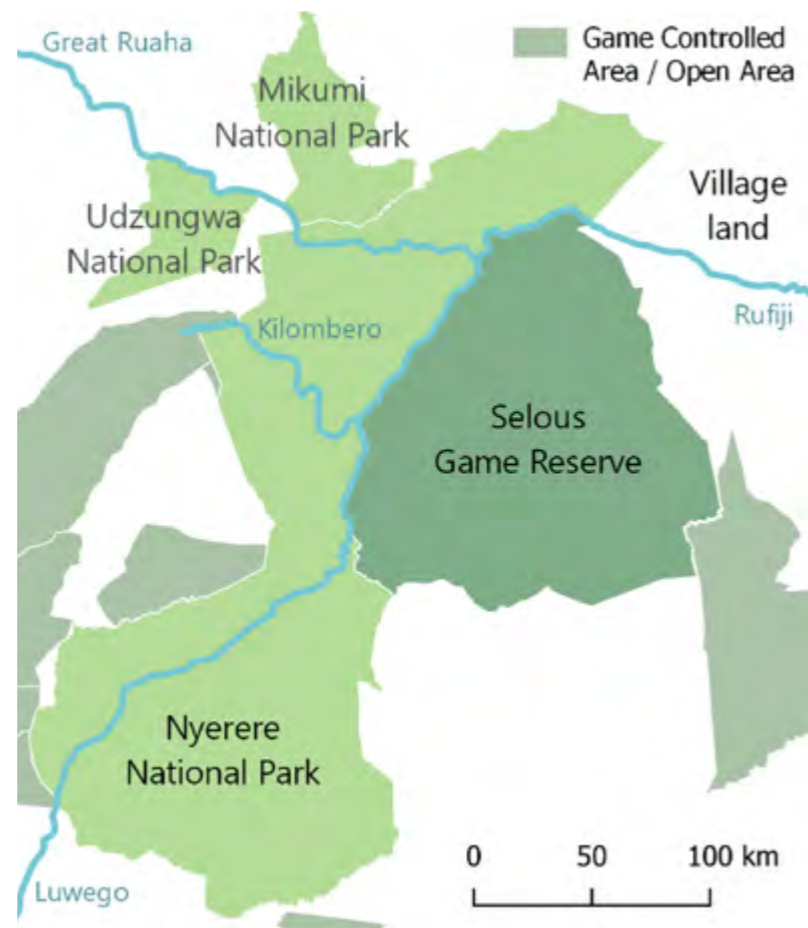 Great Ruaha
Game Controlled
Area / Open Area
Mikumi
National Park
Village
land
Udzungwa
National Park
Rufiji
Kilombero
Selous
Game Reserve
Nyerere
National Park
0 50 100 km
Luwego